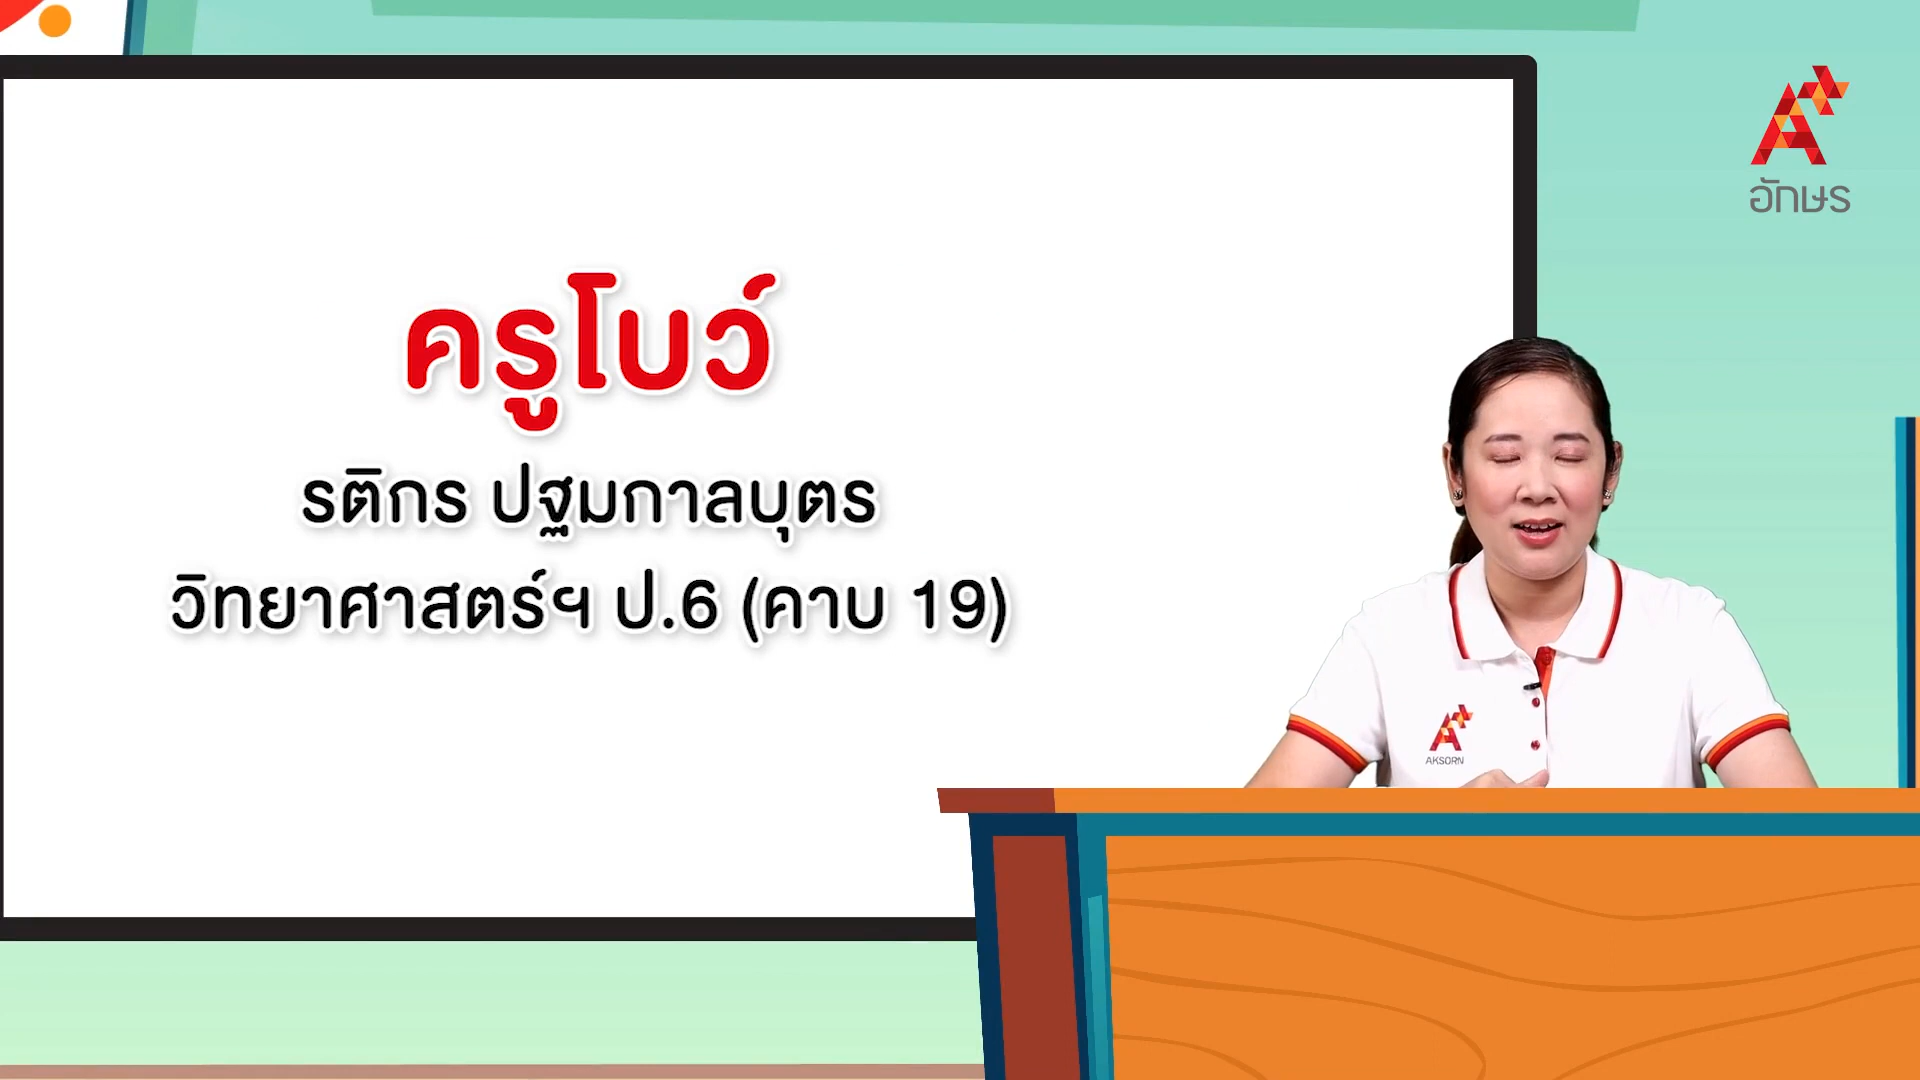 ครูโบว์
รติกร ปฐมกาลบุตร
วิทยาศาสตร์ฯ ป.6 (คาบ 19)
อักษร
AKSORN